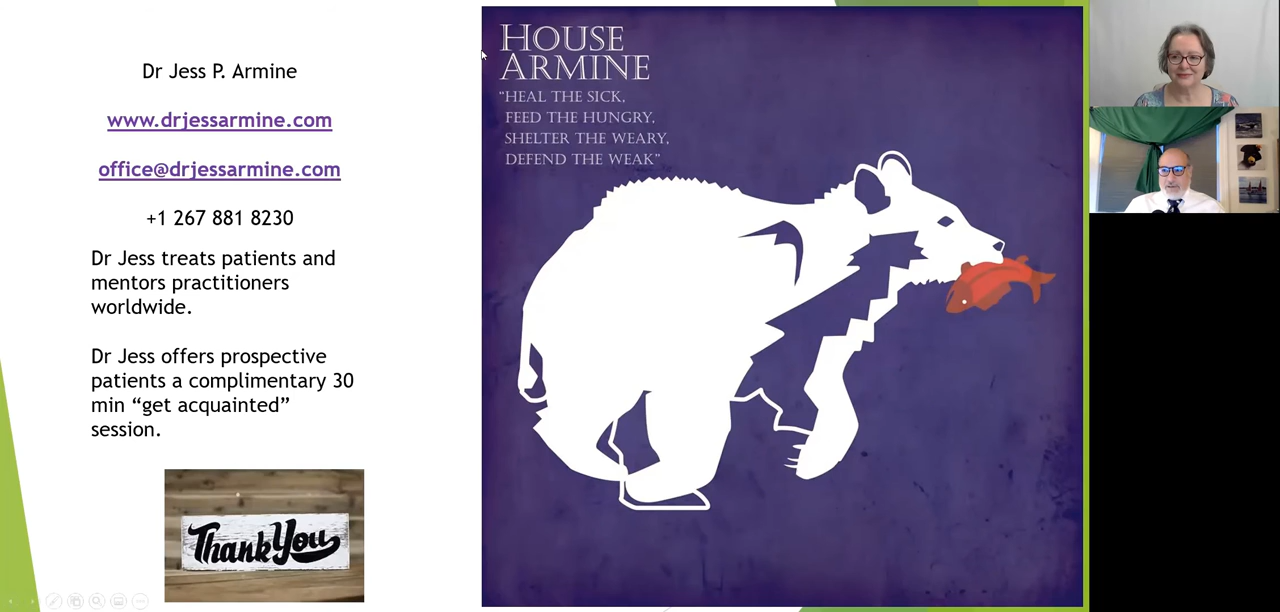 Dr Jess P. Armine
www.drjessarmine.com
office@drjessarmine.com
+1 267 881 8230
Dr Jess treats patients and
mentors practitioners
worldwide.
Dr Jess offers prospective
patients a complimentary 30
min “get acquainted”
session.
Thank You
HOUSE
ARMINE
“HEAL THE SICK,
FEED THE HUNGRY,
SHELTER THE WEARY,
DEFEND THE WEAK”